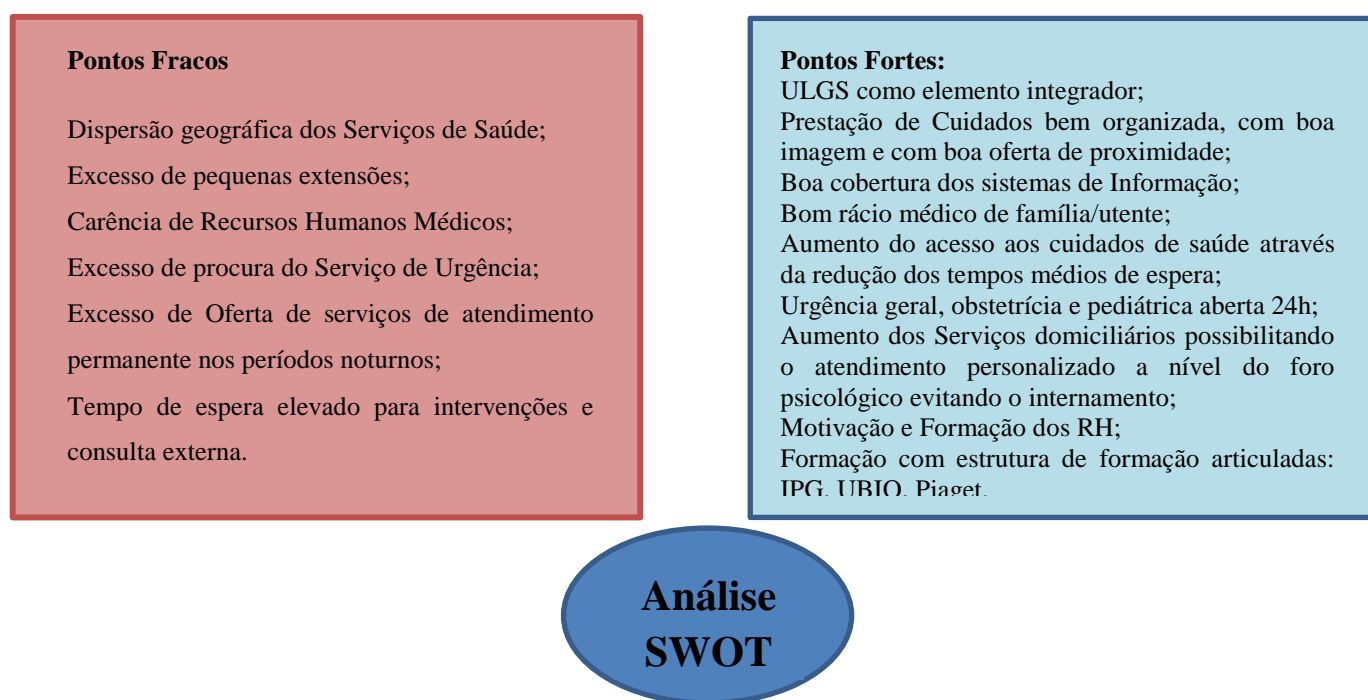 Pontos Fracos
Dispersão geográfica dos Serviços de Saúde;
Excesso de pequenas extensões;
Carência de Recursos Humanos Médicos;
Excesso de procura do Serviço de Urgência;
Excesso de Oferta de serviços de atendimento
permanente nos períodos noturnos;
Tempo de espera elevado para intervenções e
consulta externa.
Pontos Fortes:
ULGS como elemento integrador;
Prestação de Cuidados bem organizada, com boa
imagem e com boa oferta de proximidade;
Boa cobertura dos sistemas de Informação;
Bom rácio médico de família/utente;
Aumento do acesso aos cuidados de saúde através
da redução dos tempos médios de espera;
Urgência geral, obstetrícia e pediátrica aberta 24h;
Aumento dos Serviços domiciliários possibilitando
o atendimento personalizado a nível do foro
psicológico evitando o internamento;
Motivação e Formação dos RH;
Formação com estrutura de formação articuladas:
IPG, UBIO, Piaget.
Análise
SWOT